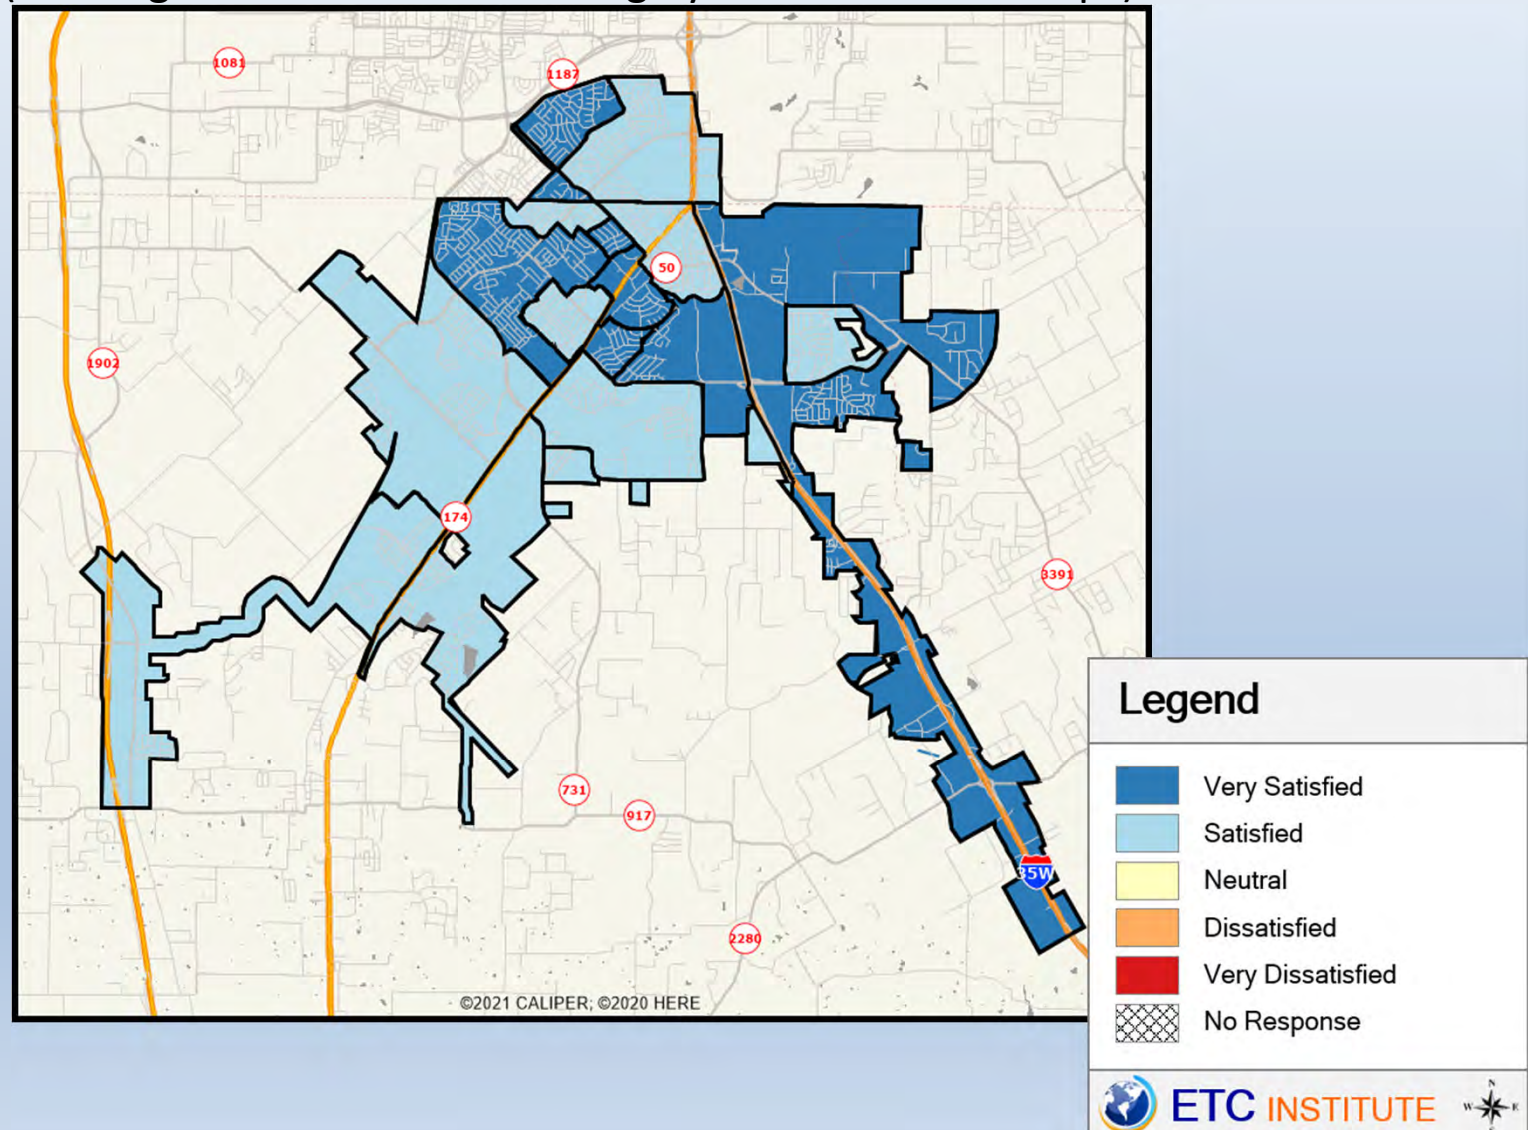 1081
1187
50
1902
174
3391
731
917
35W
2280
©2021 CALIPER; ©2020 HERE
Legend
Very Satisfied
Satisfied
Neutral
Dissatisfied
Very Dissatisfied
No Response
ETC INSTITUTE
N
W E